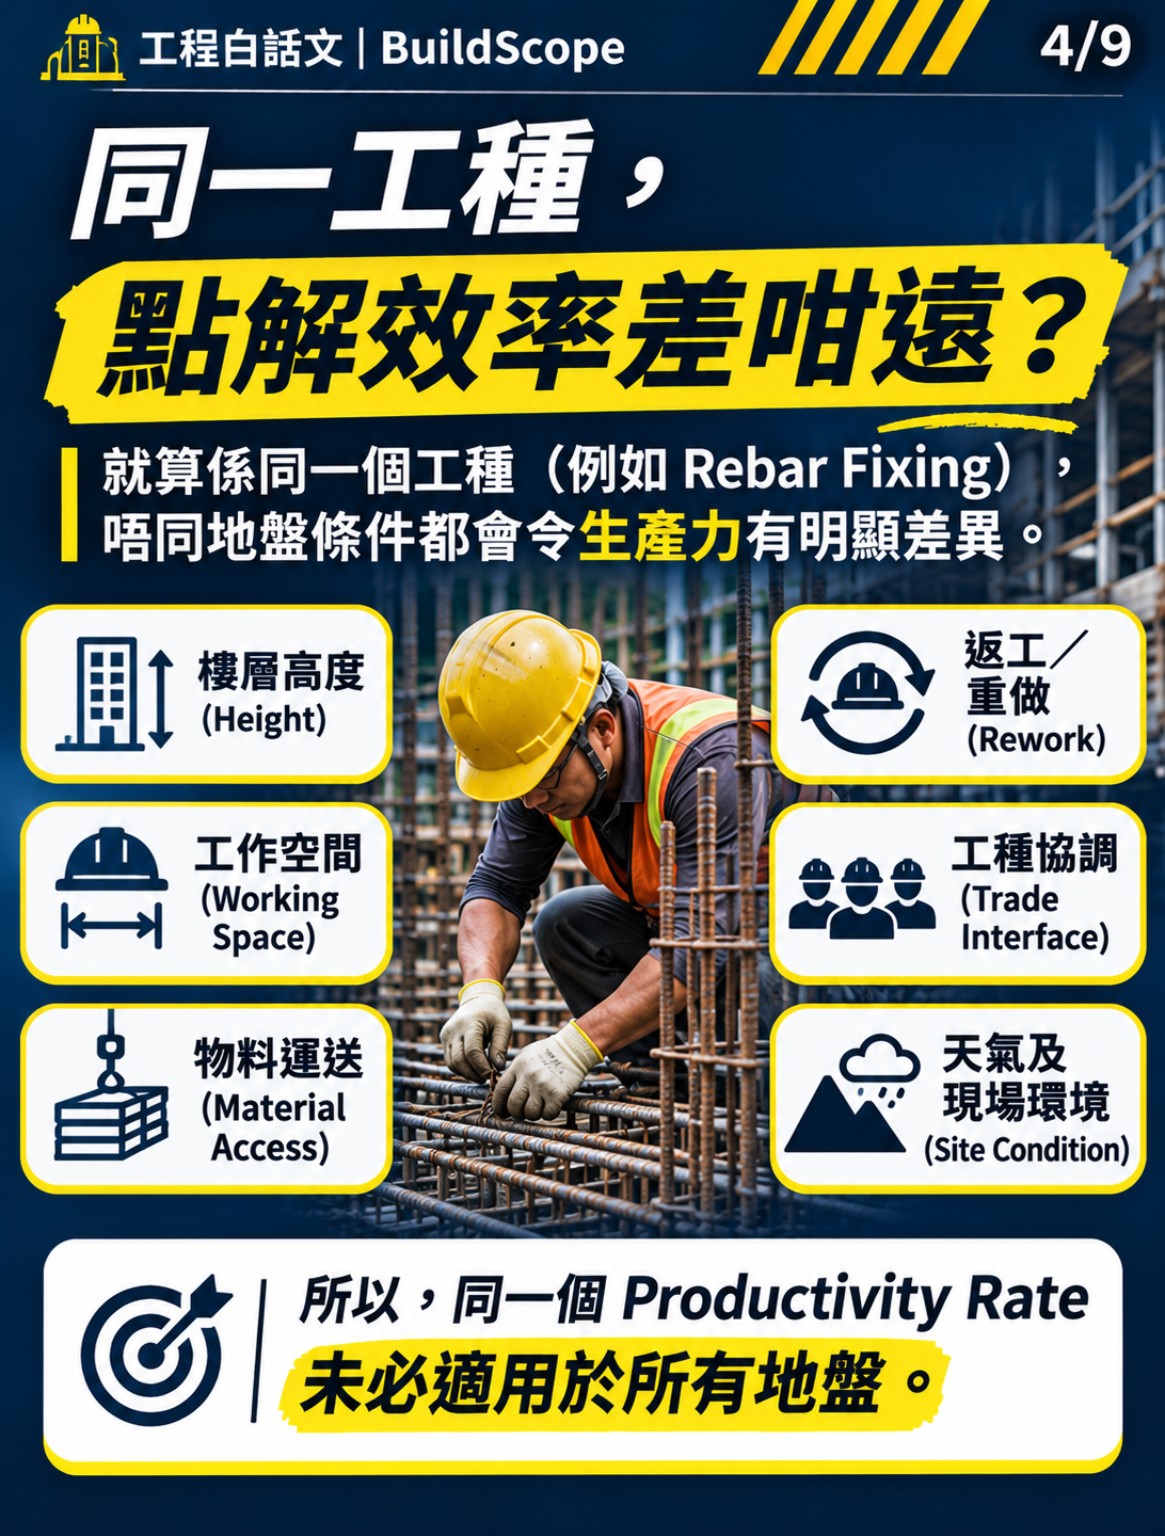 工程白話文 | BuildScope
4/9
同一工種，
點解效率差咁遠？
就算係同一個工種（例如 Rebar Fixing），
唔同地盤條件都會令生產力有明顯差異。
樓層高度
(Height)
工作空間
(Working
Space)
物料運送
(Material
Access)
返工／
重做
(Rework)
工種協調
(Trade
Interface)
天氣及
現場環境
(Site Condition)
所以，同一個 Productivity Rate
未必適用於所有地盤。